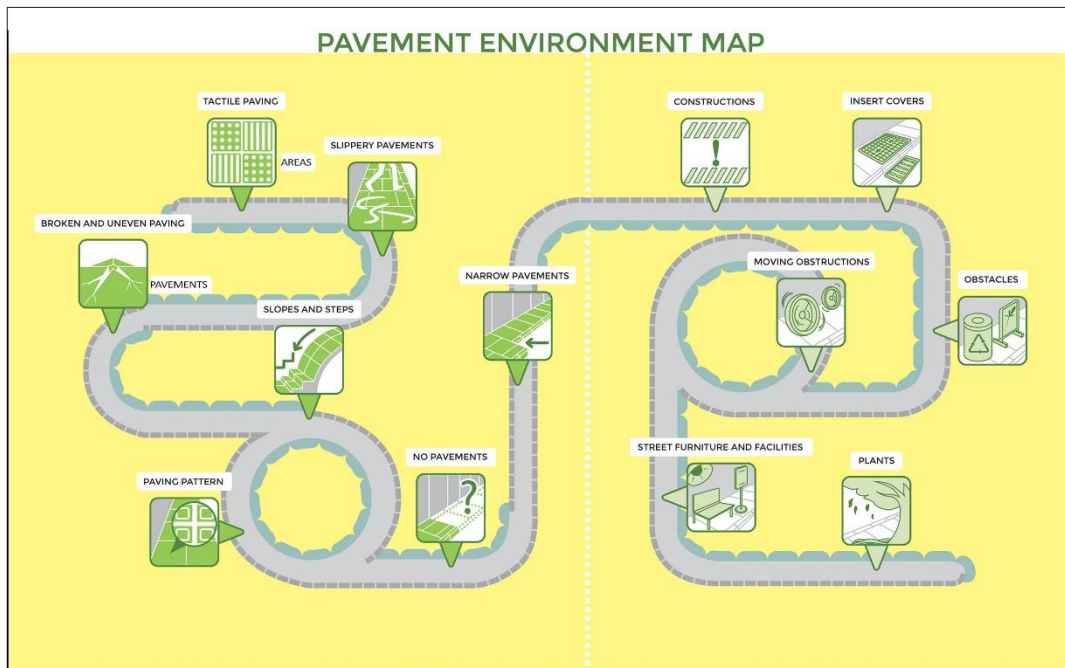 PAVEMENT ENVIRONMENT MAP
TACTILE PAVING
AREAS
SLIPPERY PAVEMENTS
BROKEN AND UNEVEN PAVING
PAVEMENTS
SLOPES AND STEPS
PAVING PATTERN
NO PAVEMENTS
?
NARROW PAVEMENTS
CONSTRUCTIONS
!
INSERT COVERS
MOVING OBSTRUCTIONS
OBSTACLES
STREET FURNITURE AND FACILITIES
PLANTS